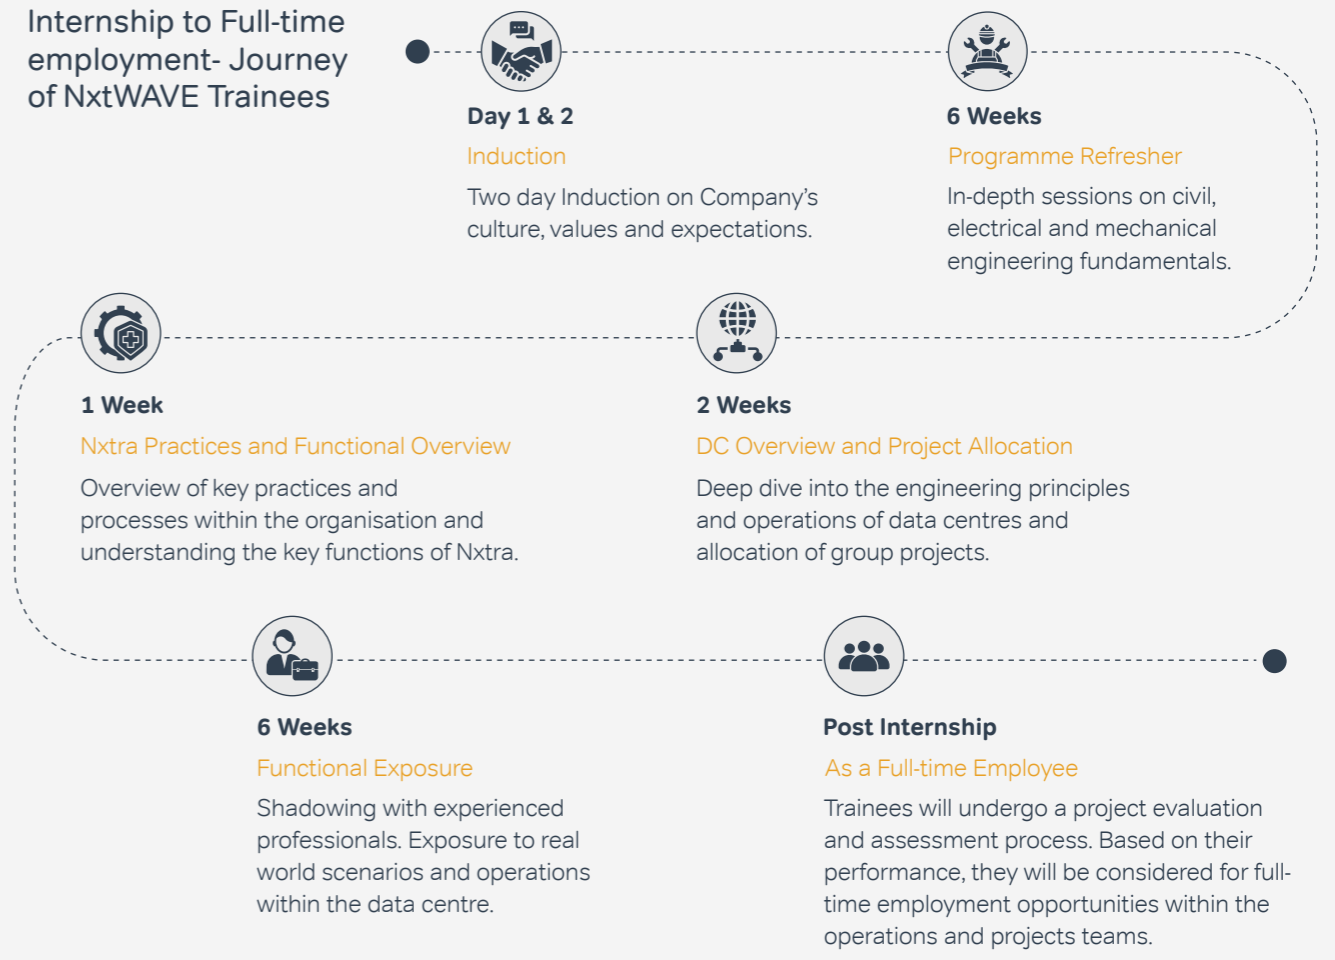 Internship to Full-time
employment- Journey
of NxtWAVE Trainees
Day 1 & 2
Induction
Two day Induction on Company's
culture, values and expectations.
6 Weeks
Programme Refresher
In-depth sessions on civil,
electrical and mechanical
engineering fundamentals.
2 Weeks
DC Overview and Project Allocation
Deep dive into the engineering principles
and operations of data centres and
allocation of group projects.
1 Week
Nxtra Practices and Functional Overview
Overview of key practices and
processes within the organisation and
understanding the key functions of Nxtra.
6 Weeks
Functional Exposure
Shadowing with experienced
professionals. Exposure to real
world scenarios and operations
within the data centre.
Post Internship
As a Full-time Employee
Trainees will undergo a project evaluation
and assessment process. Based on their
performance, they will be considered for full-
time employment opportunities within the
operations and projects teams.